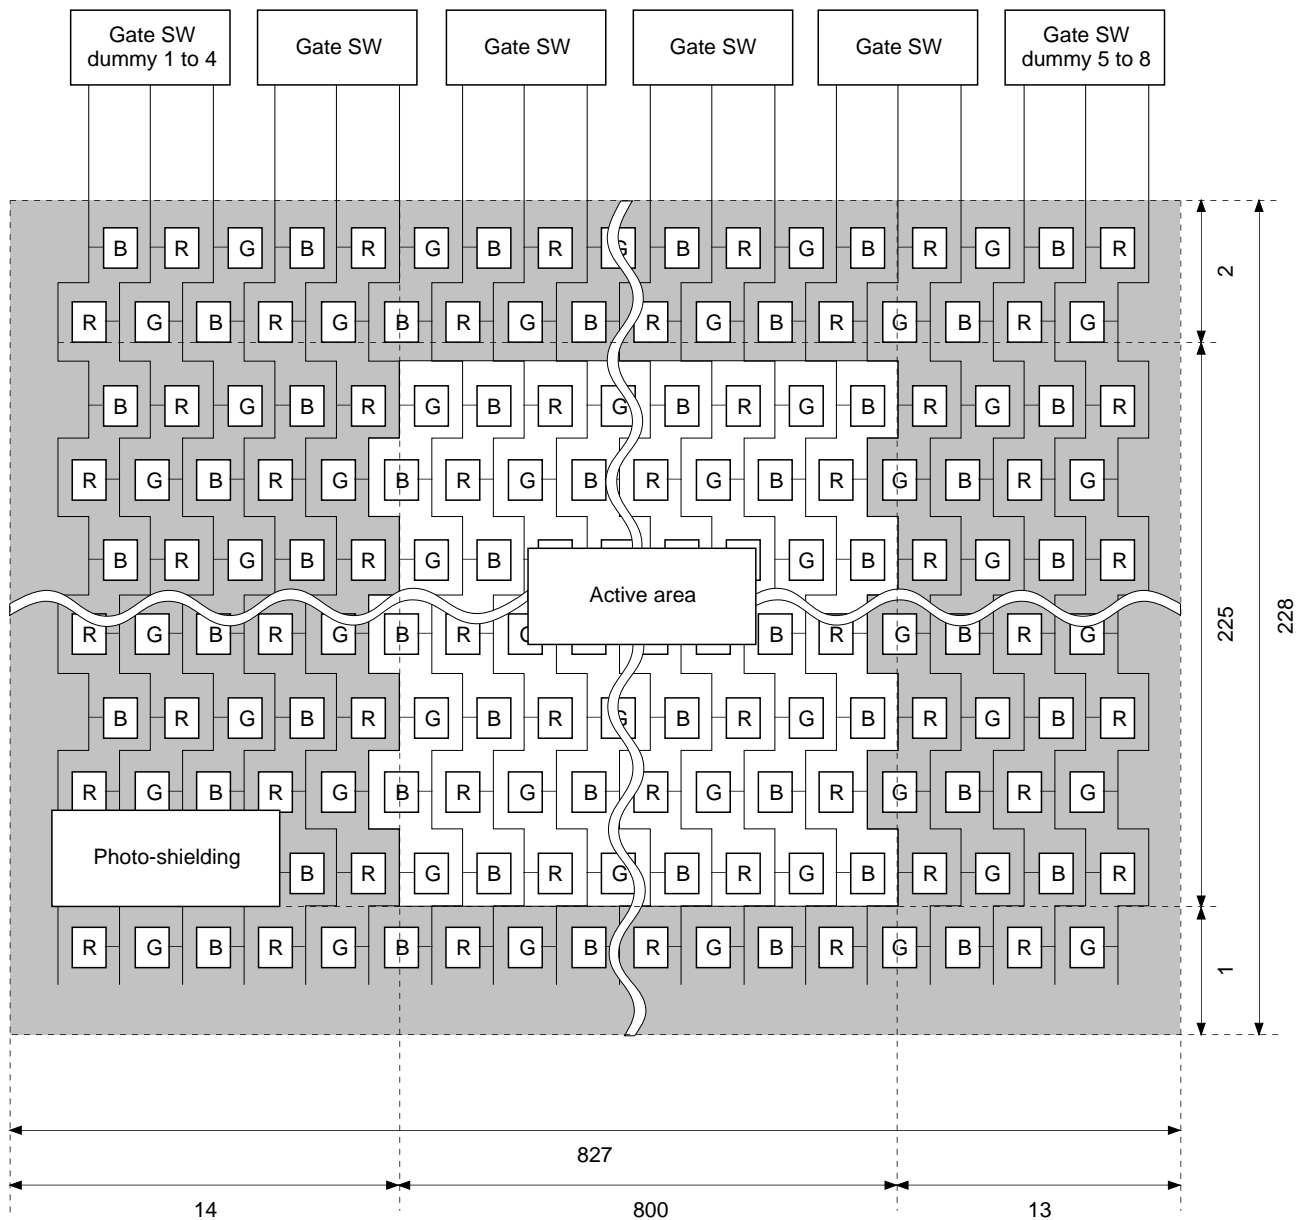 Gate SW
dummy 1 to 4
Gate SW
Gate SW
Gate SW
Gate SW
Gate SW
dummy 5 to 8
B R G B R G B R G B R G B R G B R
2
R G B R G B R G B R G B R G B R G
B R G B R G B R G B R G B R G B R
R G B R G B R G B R G B R G B R G
B R G B R G B G B R G B R
Active area
225
228
R G B R G B R B R G B R G
B R G B R G B R G B R G B R G B R
R G B R G B R G B R G B R G B R G
Photo-shielding
B R G B R G B R G B R G B R
R G B R G B R G B R G B R G B R G
1
827
14
800
13